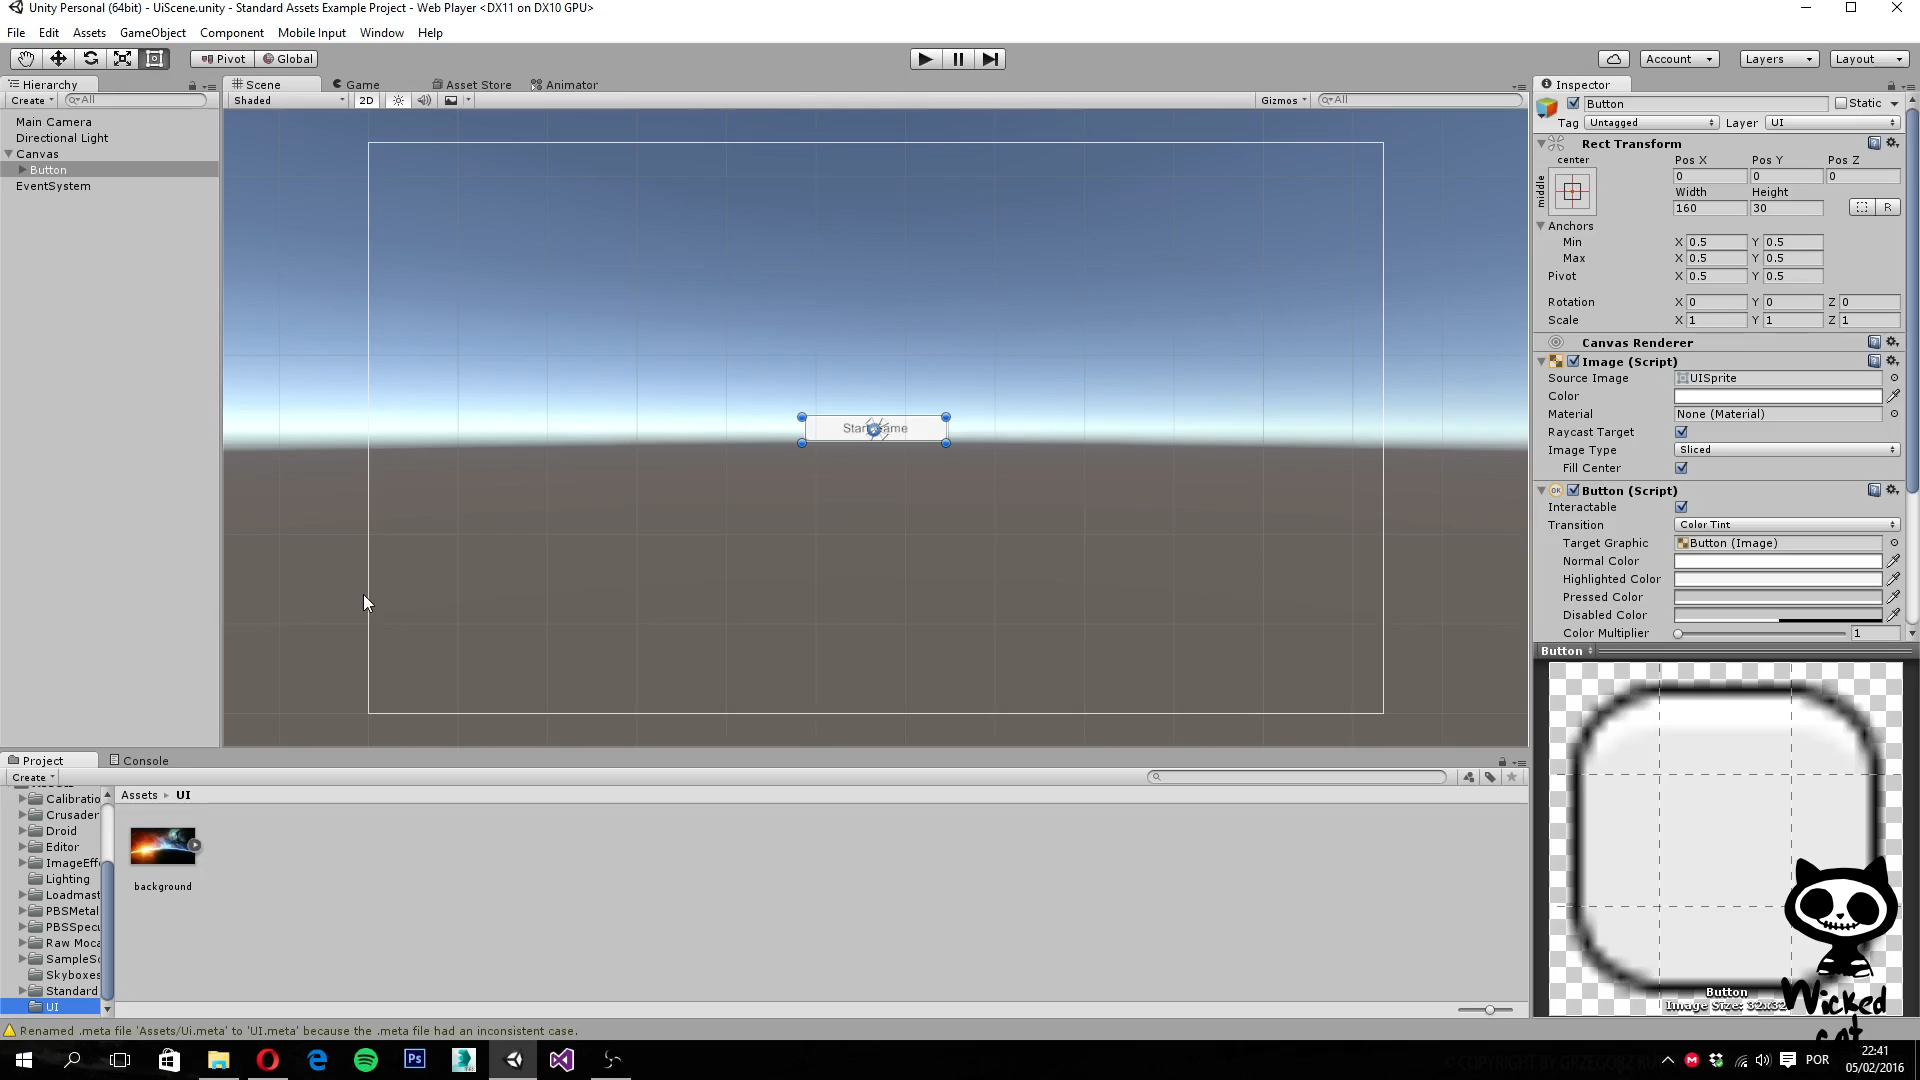 Unity Personal (64bit) - UiScene.unity - Standard Assets Example Project - Web Player <DX11 on DX10 GPU>
File Edit Assets GameObject Component Mobile Input Window Help
Pivot Global Account Layers Layout
Hierarchy Scene Game Asset Store Animator Inspector
Create All Shaded 2D Gizmos All
Button Static
Tag Untagged Layer UI
Main Camera
Directional Light
Canvas
Button
EventSystem
Rect Transform
center
middle
Pos X Pos Y Pos Z
0 0 0
Width Height
160 30 R
Anchors
Min X 0.5 Y 0.5
Max X 0.5 Y 0.5
Pivot X 0.5 Y 0.5
Rotation X 0 Y 0 Z 0
Scale X 1 Y 1 Z 1
Canvas Renderer
Image (Script)
Source Image UISprite
Color
Material None (Material)
Raycast Target
Image Type Sliced
Fill Center
Button (Script)
Interactable
Transition Color Tint
Target Graphic Button (Image)
Normal Color
Highlighted Color
Pressed Color
Disabled Color
Color Multiplier 1
Button
Button
Image Size: 32x32
Wicked
cat
Project Console
Create
Assets UI
Calibratio
Crusader
Droid
Editor
ImageEff
Lighting
Loadmast
PBSMetal
PBSSpecu
Raw Moca
SampleSc
Skyboxes
Standard
UI
background
Renamed .meta file 'Assets/Ui.meta' to 'UI.meta' because the .meta file had an inconsistent case.
Ps
POR
22:41
05/02/2016